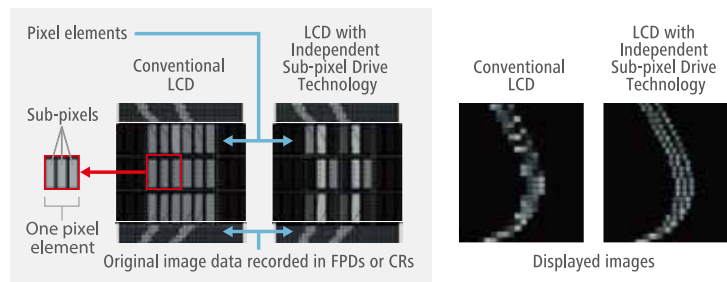 Pixel elements
Conventional
LCD
LCD with
Independent
Sub-pixel Drive
Technology
Sub-pixels
One pixel
element
Original image data recorded in FPDs or CRs
Conventional
LCD
LCD with
Independent
Sub-pixel Drive
Technology
Displayed images